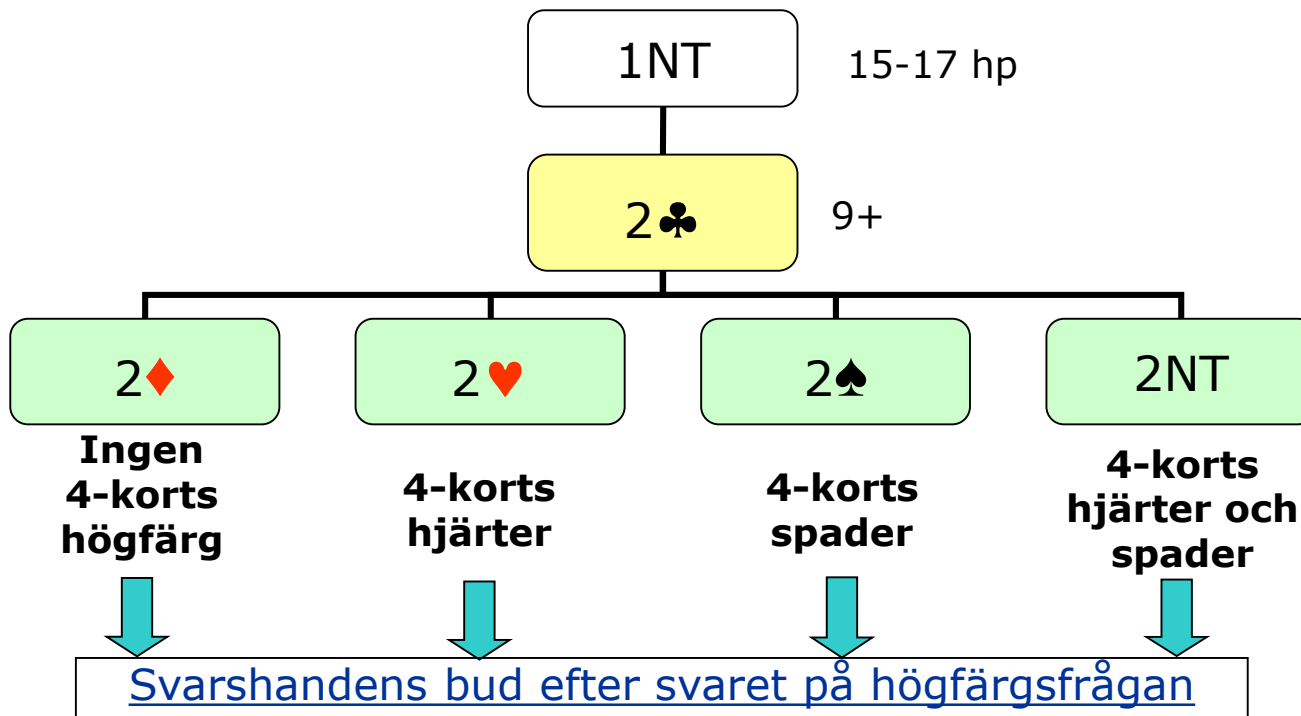 1NT 15-17 hp
2♣ 9+
2♦ 2♥ 2♠ 2NT
Ingen
4-korts
högfärg
4-korts
hjärter
4-korts
spader
4-korts
hjärter och
spader
Svarshandens bud efter svaret på högfärgsfrågan